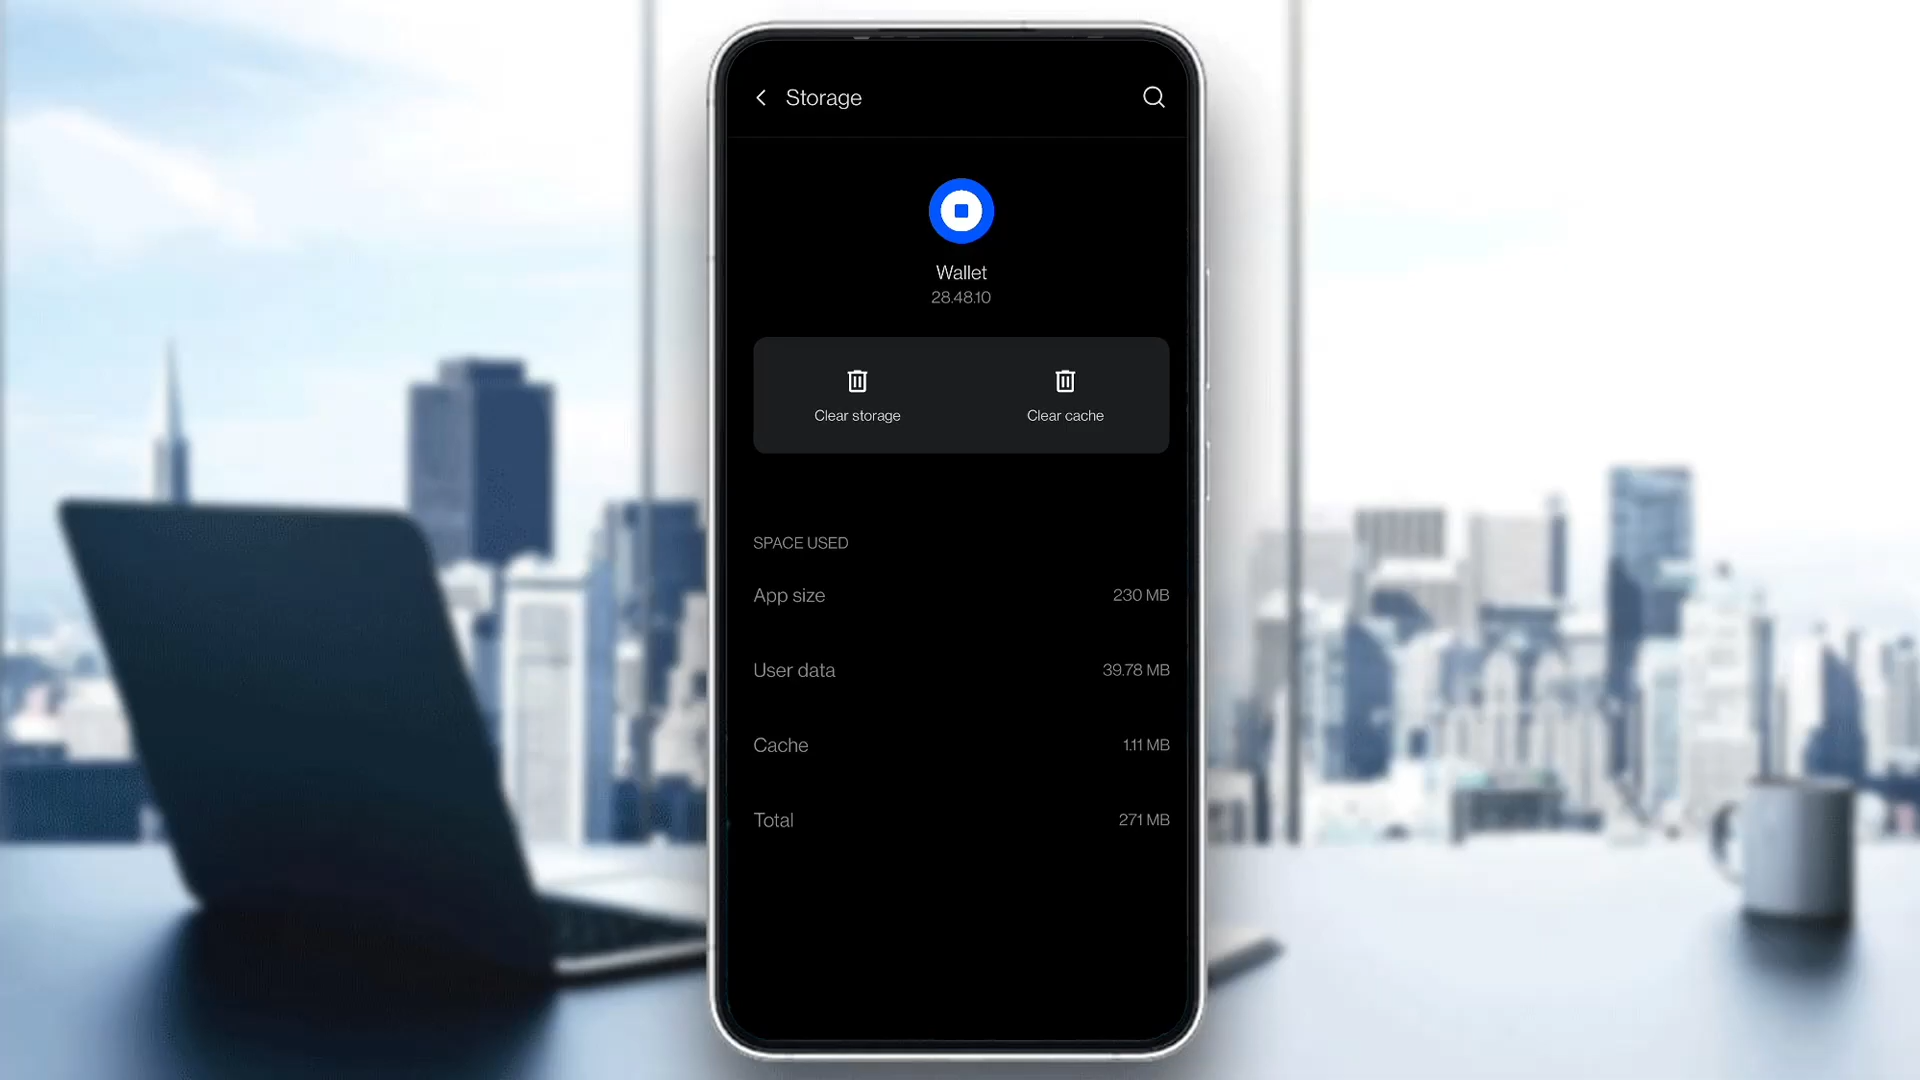 Storage
Wallet
28.48.10
Clear storage
Clear cache
SPACE USED
App size
230 MB
User data
39.78 MB
Cache
1.11 MB
Total
271 MB